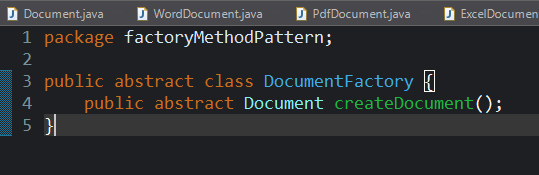 Document.java WordDocument.java PdfDocument.java ExcelDocumen
1 package factoryMethodPattern;
2
3 public abstract class DocumentFactory {
4 public abstract Document createDocument();
5 }